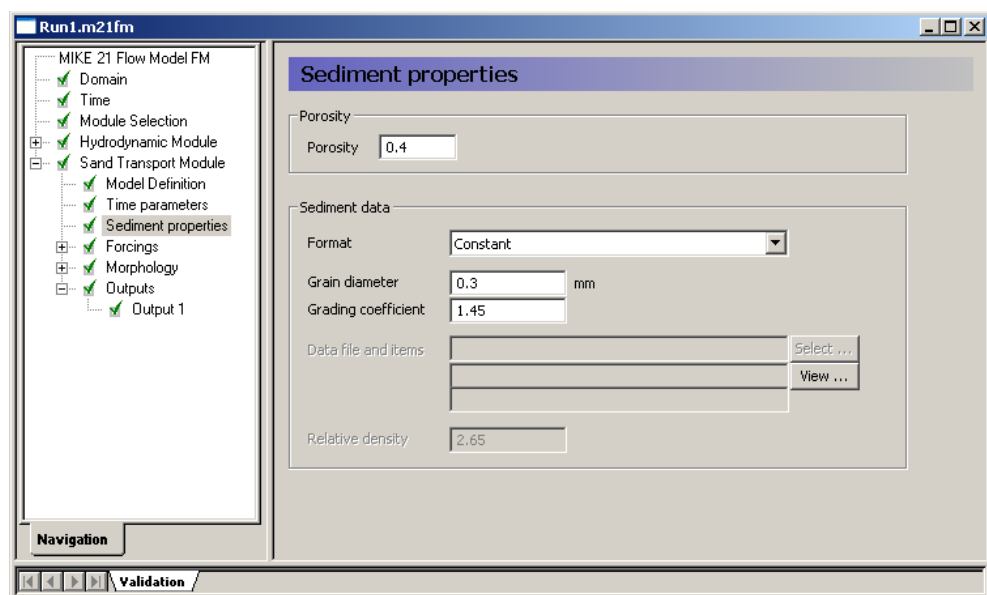 Run1.m21fm
MIKE 21 Flow Model FM
Domain
Time
Module Selection
Hydrodynamic Module
Sand Transport Module
Model Definition
Time parameters
Sediment properties
Forcings
Morphology
Outputs
Output 1
Navigation
Sediment properties
Porosity
Porosity 0.4
Sediment data
Format Constant
Grain diameter 0.3 mm
Grading coefficient 1.45
Data file and items Select ...
View ...
Relative density 2.65
Validation